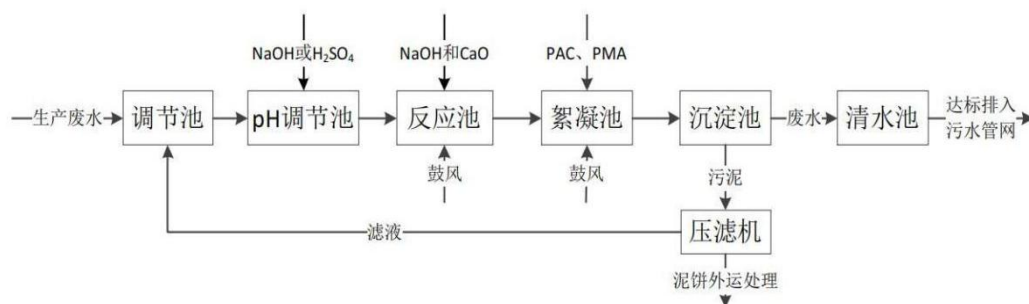 NaOH或H₂SO₄
NaOH和CaO
PAC、PMA
生产废水
调节池
pH调节池
反应池
絮凝池
沉淀池
废水
清水池
达标排入
污水管网
鼓风
鼓风
污泥
滤液
压滤机
泥饼外运处理